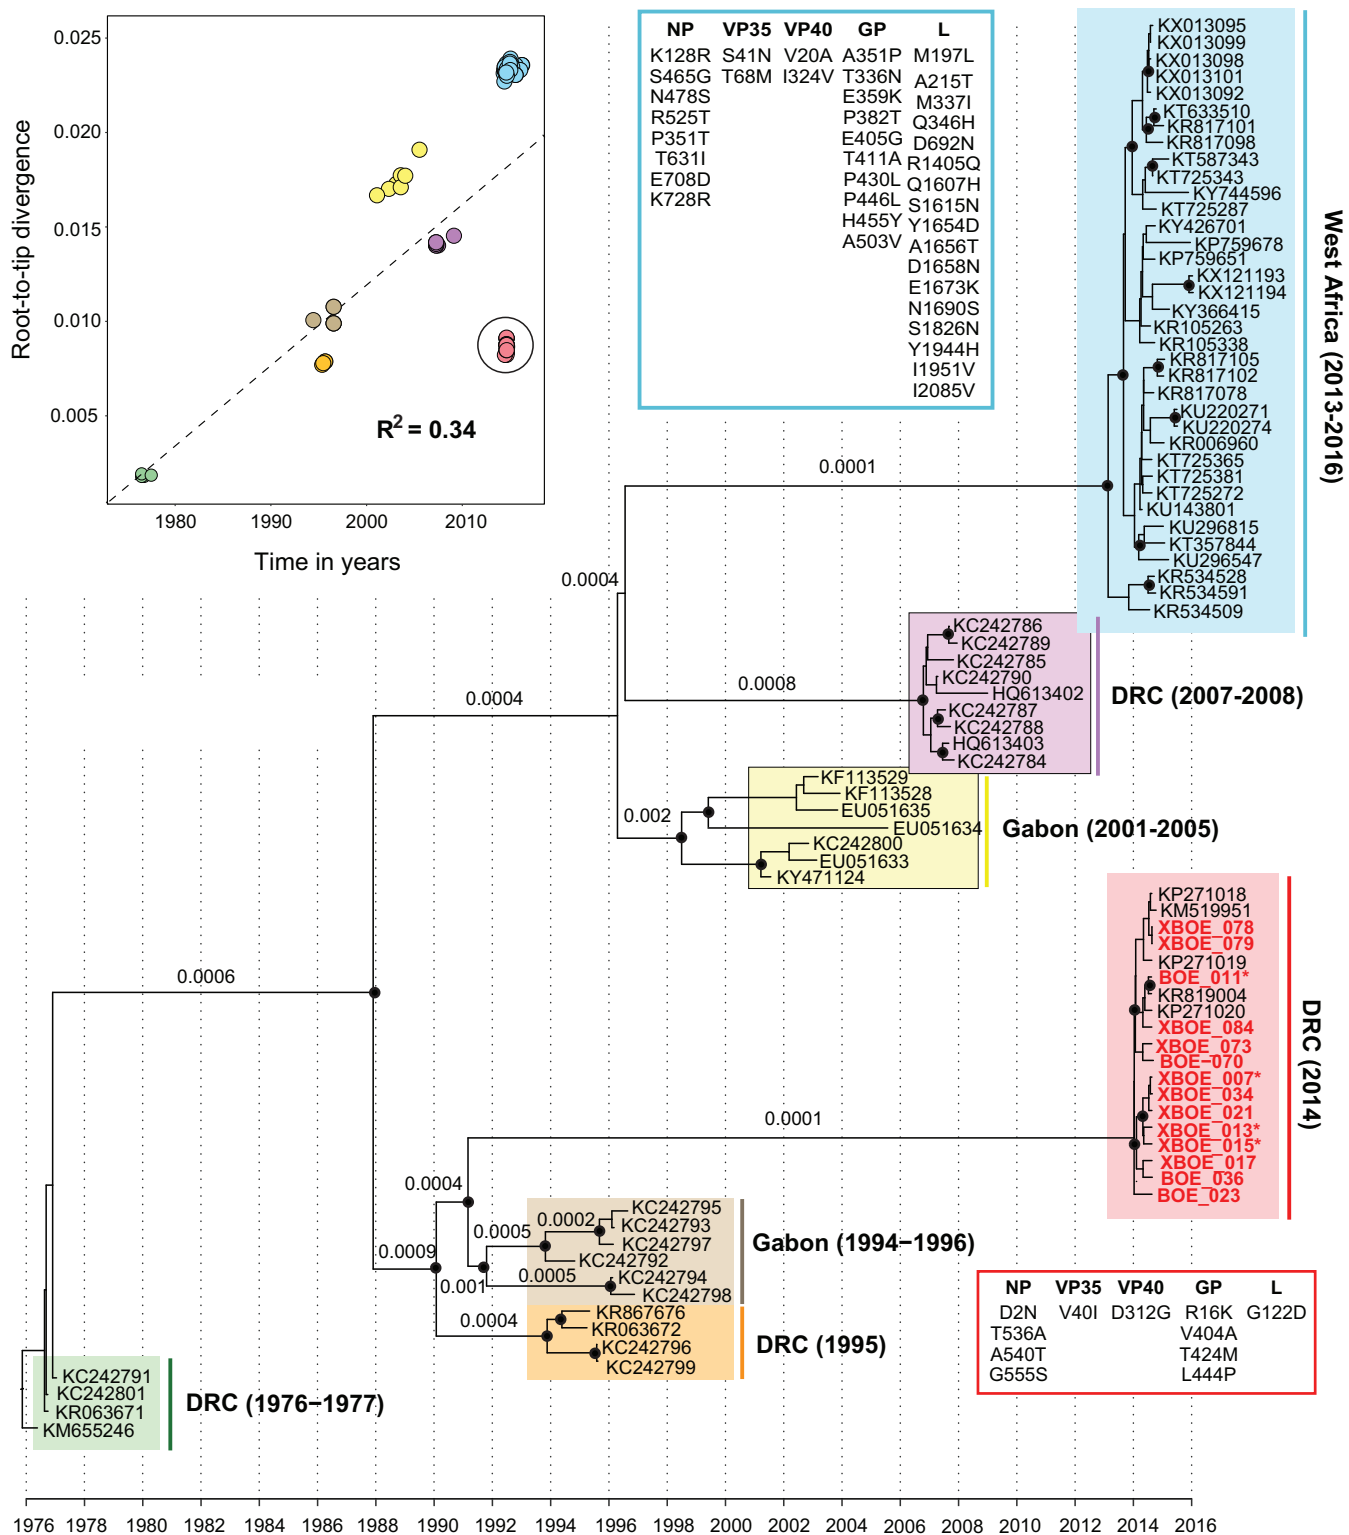 0.025
0.020
0.015
0.010
0.005
Root-to-tip divergence
R2 = 0.34
1980 1990 2000 2010
Time in years
NP VP35 VP40 GP L
K128R S41N V20A A351P M197L
S465G T68M I324V T336N A215T
N478S E359K M337I
R525T P382T Q346H
P351T E405G D692N
T631I T411A R1405Q
E708D P430L Q1607H
K728R P446L S1615N
H455Y Y1654D
A503V A1656T
D1658N
E1673K
N1690S
S1826N
Y1944H
I1951V
I2085V
KX013095
KX013099
KX013098
KX013101
KX013092
KT633510
KR817101
KR817098
KT587343
KT725343
KY744596
KT725287
KY426701
KP759678
KP759651
KX121193
KX121194
KY366415
KR105263
KR105338
KR817105
KR817102
KR817078
KU220271
KU220274
KR006960
KT725365
KT725381
KT725272
KU143801
KU296815
KT357844
KU296547
KR534528
KR534591
KR534509
West Africa (2013-2016)
0.0001
0.0004
KC242786
KC242789
KC242785
KC242790
HQ613402
KC242787
KC242788
HQ613403
KC242784
DRC (2007-2008)
0.0008
0.0004
KF113529
KF113528
EU051635
EU051634
KC242800
EU051633
KY471124
Gabon (2001-2005)
0.002
0.0006
KP271018
KM519951
XBOE_078
XBOE_079
KP271019
BOE_011*
KR819004
KP271020
XBOE_084
XBOE_073
BOE−070
XBOE_007*
XBOE_034
XBOE_021
XBOE_013*
XBOE_015*
XBOE_017
BOE_036
BOE_023
DRC (2014)
0.0001
0.0004
0.0009
0.0005
0.0002
0.001
0.0005
0.0004
KC242795
KC242793
KC242797
KC242792
KC242794
KC242798
Gabon (1994−1996)
KR867676
KR063672
KC242796
KC242799
DRC (1995)
NP VP35 VP40 GP L
D2N V40I D312G R16K G122D
T536A V404A
A540T T424M
G555S L444P
KC242791
KC242801
KR063671
KM655246
DRC (1976−1977)
1976 1978 1980 1982 1984 1986 1988 1990 1992 1994 1996 1998 2000 2002 2004 2006 2008 2010 2012 2014 2016